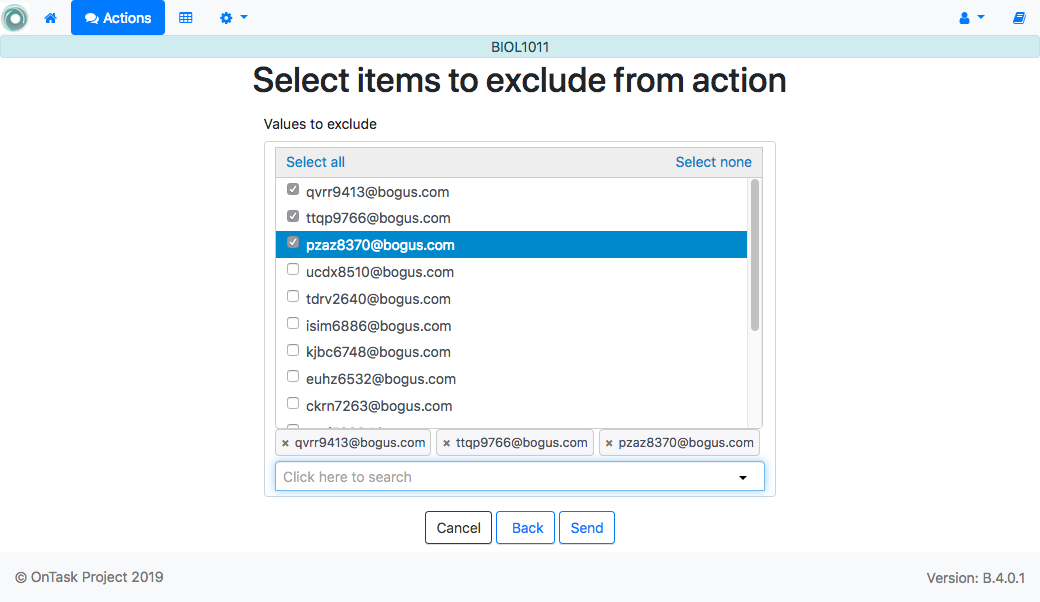 Actions
BIOL1011
Select items to exclude from action
Values to exclude
Select all Select none
qvrr9413@bogus.com
ttqp9766@bogus.com
pzaz8370@bogus.com
ucdx8510@bogus.com
tdrv2640@bogus.com
isim6886@bogus.com
kjbc6748@bogus.com
euhz6532@bogus.com
ckrn7263@bogus.com
× qvrr9413@bogus.com × ttqp9766@bogus.com × pzaz8370@bogus.com
Click here to search
Cancel Back Send
© OnTask Project 2019 Version: B.4.0.1